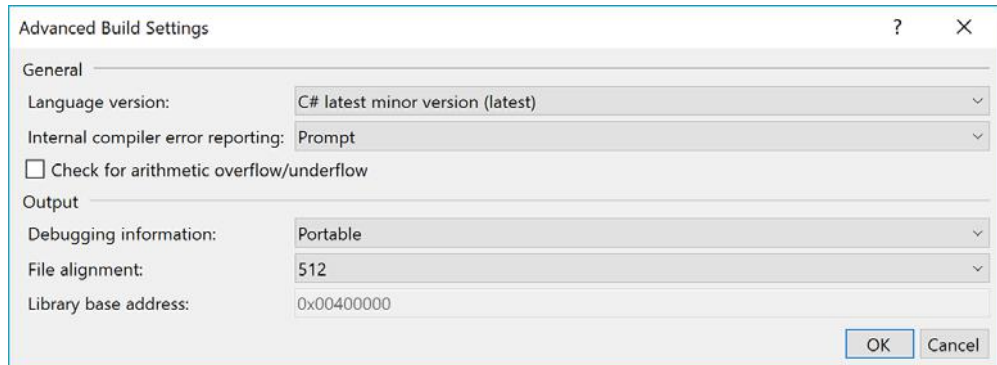 Advanced Build Settings ? ✕
General
Language version: C# latest minor version (latest)
Internal compiler error reporting: Prompt
Check for arithmetic overflow/underflow
Output
Debugging information: Portable
File alignment: 512
Library base address: 0x00400000
OK Cancel